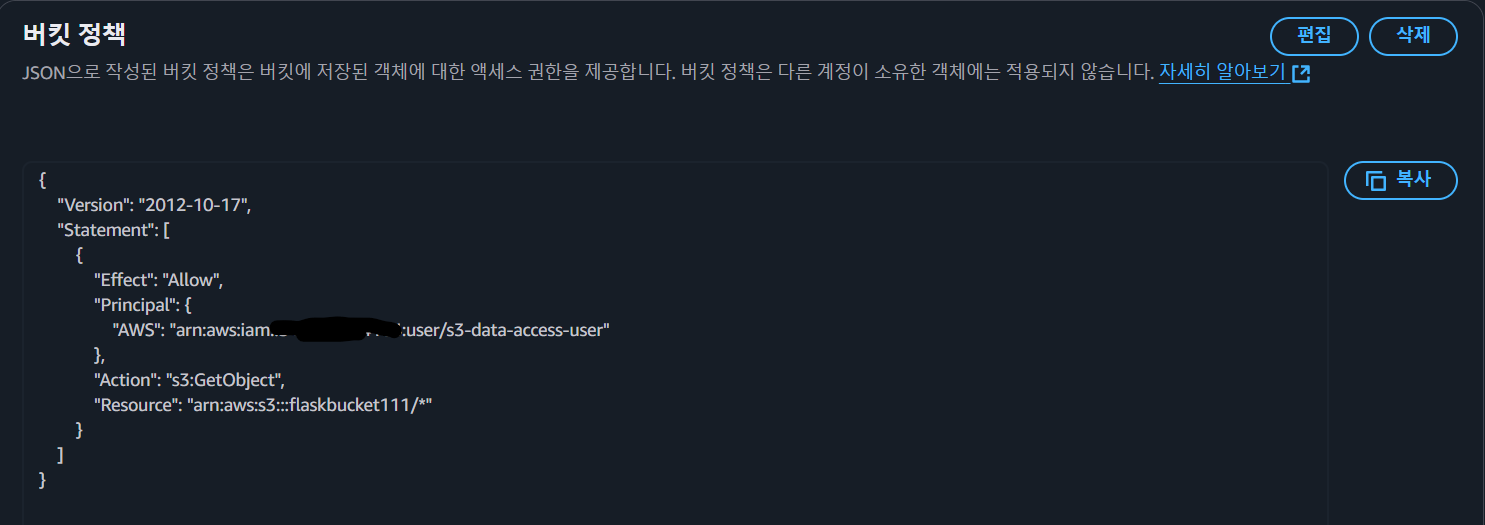 버킷 정책
편집
삭제
JSON으로 작성된 버킷 정책은 버킷에 저장된 객체에 대한 액세스 권한을 제공합니다. 버킷 정책은 다른 계정이 소유한 객체에는 적용되지 않습니다. 자세히 알아보기
복사
{
"Version": "2012-10-17",
"Statement": [
{
"Effect": "Allow",
"Principal": {
"AWS": "arn:aws:iam:: :user/s3-data-access-user"
},
"Action": "s3:GetObject",
"Resource": "arn:aws:s3:::flaskbucket111/*"
}
]
}